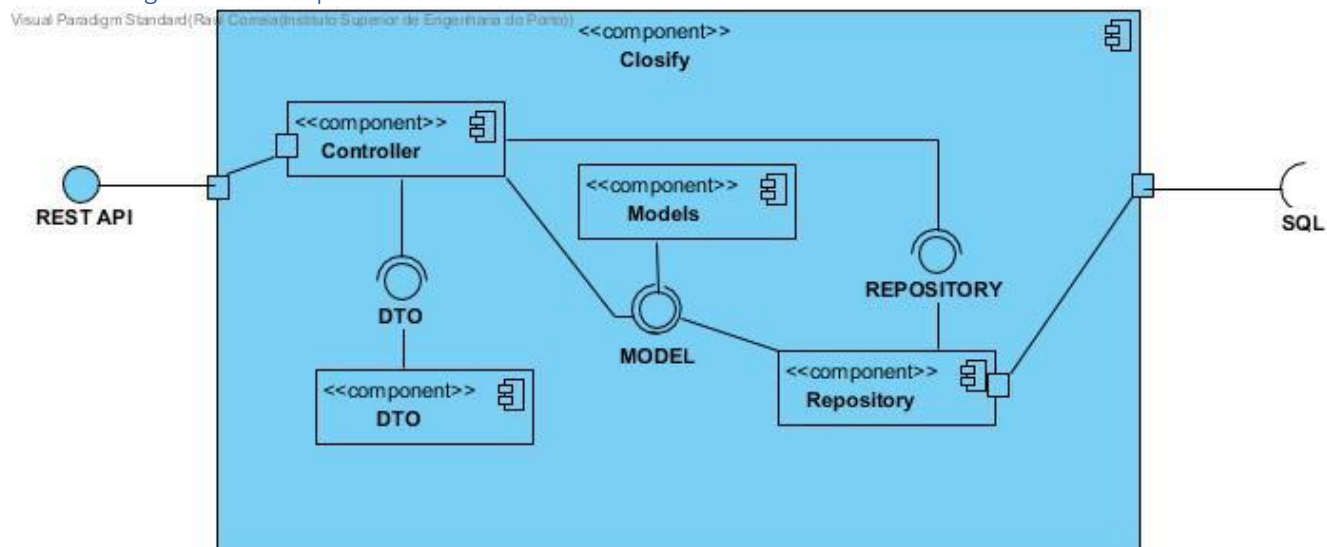 Visual Paradigm Standard(Raul Correia(Instituto Superior de Engenharia do Porto))
<<component>>
Closify
<<component>>
Controller
<<component>>
Models
REST API
SQL
DTO
REPOSITORY
MODEL
<<component>>
DTO
<<component>>
Repository